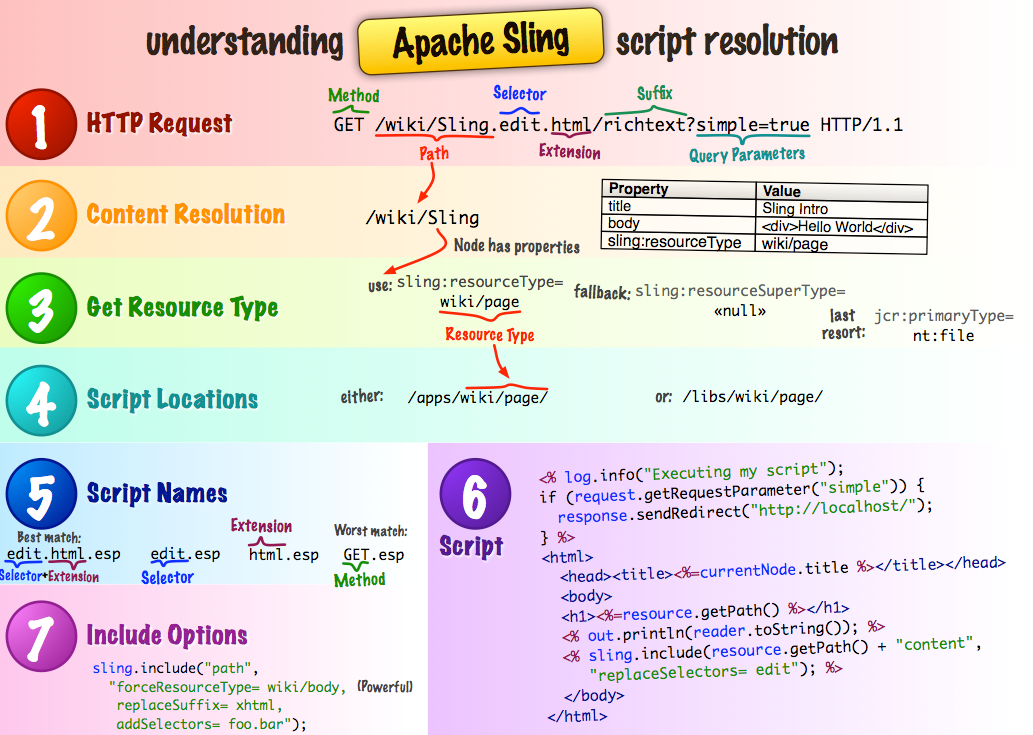 understanding Apache Sling script resolution
1 HTTP Request
Method
Selector
Suffix
GET /wiki/Sling.edit.html/richtext?simple=true HTTP/1.1
Path
Extension
Query Parameters
2 Content Resolution
/wiki/Sling
Node has properties
Property Value
title Sling Intro
body <div>Hello World</div>
sling:resourceType wiki/page
3 Get Resource Type
use: sling:resourceType=
wiki/page
Resource Type
fallback: sling:resourceSuperType=
«null»
last resort: jcr:primaryType=
nt:file
4 Script Locations
either: /apps/wiki/page/
or: /libs/wiki/page/
5 Script Names
Best match:
edit.html.esp
Selector+Extension
edit.esp
Selector
Extension
html.esp
Worst match:
GET.esp
Method
6 Script
<% log.info("Executing my script");
if (request.getRequestParameter("simple")) {
response.sendRedirect("http://localhost/");
} %>
<html>
<head><title><%=currentNode.title %></title></head>
<body>
<h1><%=resource.getPath() %></h1>
<% out.println(reader.toString()); %>
<% sling.include(resource.getPath() + "content",
"replaceSelectors= edit"); %>
</body>
</html>
7 Include Options
sling.include("path",
"forceResourceType= wiki/body, (Powerful)
replaceSuffix= xhtml,
addSelectors= foo.bar");